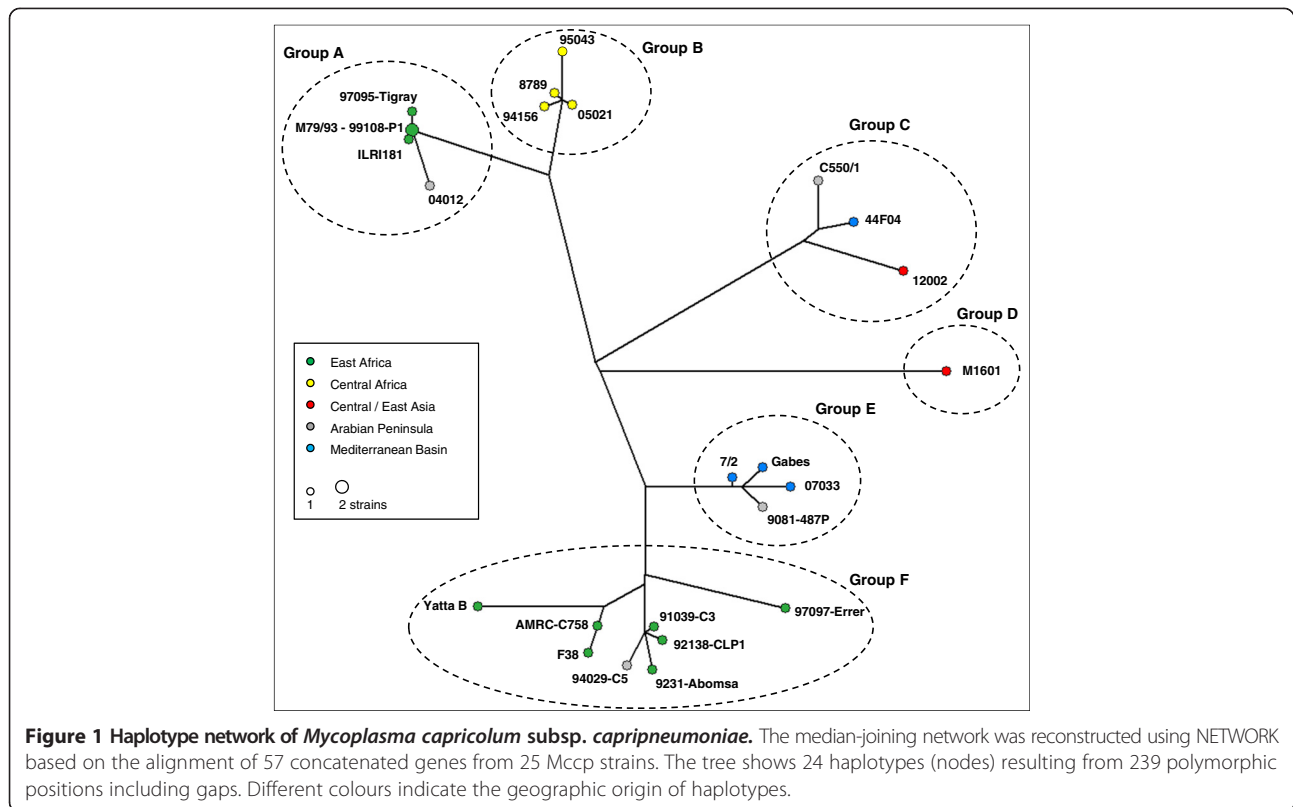 Group A
Group B
95043
8789
94156
05021
97095-Tigray
M79/93 - 99108-P1
ILRI181
04012
Group C
C550/1
44F04
12002
Group D
M1601
East Africa
Central Africa
Central / East Asia
Arabian Peninsula
Mediterranean Basin
1 2 strains
Group E
7/2
Gabes
07033
9081-487P
Group F
Yatta B
97097-Errer
AMRC-C758
91039-C3
92138-CLP1
F38
94029-C5
9231-Abomsa
Figure 1 Haplotype network of Mycoplasma capricolum subsp. capripneumoniae. The median-joining network was reconstructed using NETWORK
based on the alignment of 57 concatenated genes from 25 Mccp strains. The tree shows 24 haplotypes (nodes) resulting from 239 polymorphic
positions including gaps. Different colours indicate the geographic origin of haplotypes.